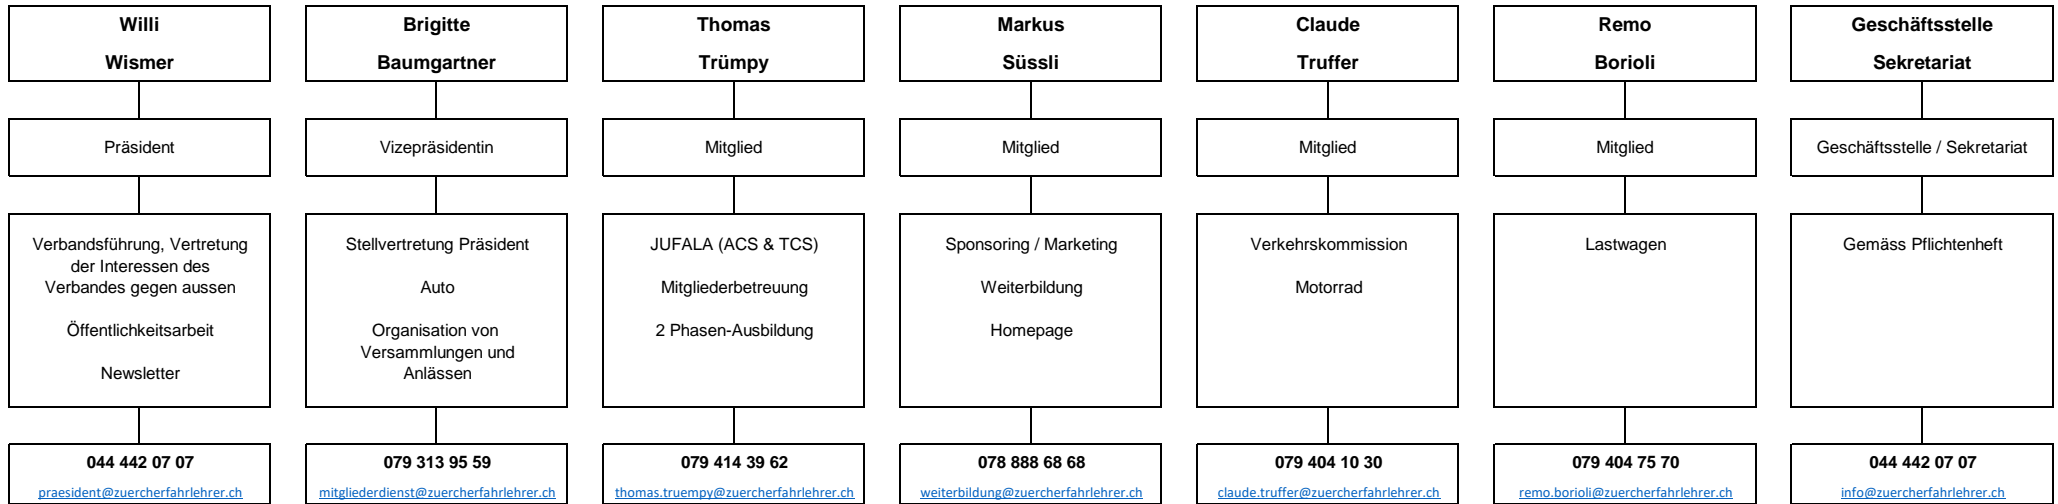 Willi
Wismer
Präsident
Verbandsführung, Vertretung
der Interessen des
Verbandes gegen aussen
Öffentlichkeitsarbeit
Newsletter
044 442 07 07
praesident@zuercherfahrlehrer.ch
Brigitte
Baumgartner
Vizepräsidentin
Stellvertretung Präsident
Auto
Organisation von
Versammlungen und
Anlässen
079 313 95 59
mitgliederdienst@zuercherfahrlehrer.ch
Thomas
Trümpy
Mitglied
JUFALA (ACS & TCS)
Mitgliederbetreuung
2 Phasen-Ausbildung
079 414 39 62
thomas.truempy@zuercherfahrlehrer.ch
Markus
Süssli
Mitglied
Sponsoring / Marketing
Weiterbildung
Homepage
078 888 68 68
weiterbildung@zuercherfahrlehrer.ch
Claude
Truffer
Mitglied
Verkehrskommission
Motorrad
079 404 10 30
claude.truffer@zuercherfahrlehrer.ch
Remo
Borioli
Mitglied
Lastwagen
079 404 75 70
remo.borioli@zuercherfahrlehrer.ch
Geschäftsstelle
Sekretariat
Geschäftsstelle / Sekretariat
Gemäss Pflichtenheft
044 442 07 07
info@zuercherfahrlehrer.ch